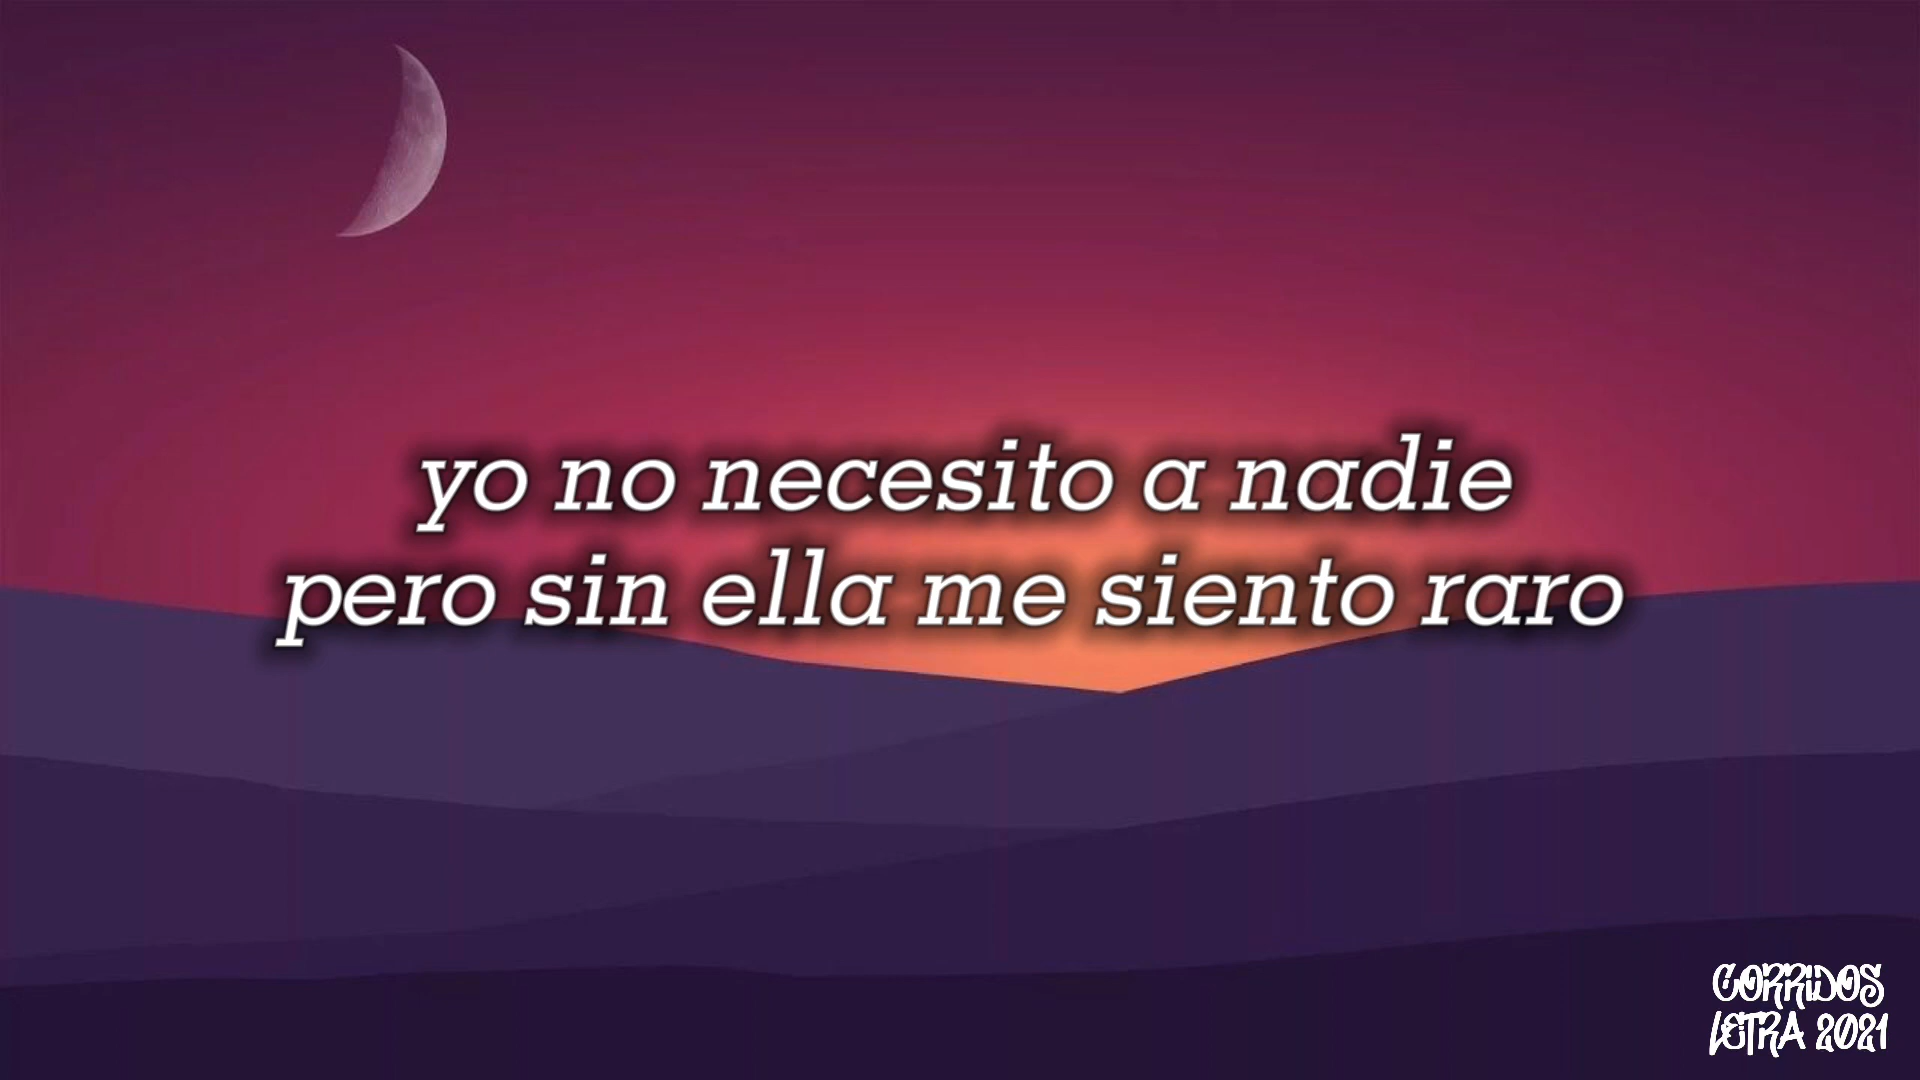 yo no necesito a nadie
pero sin ella me siento raro
CORRIDOS
LETRA 2021